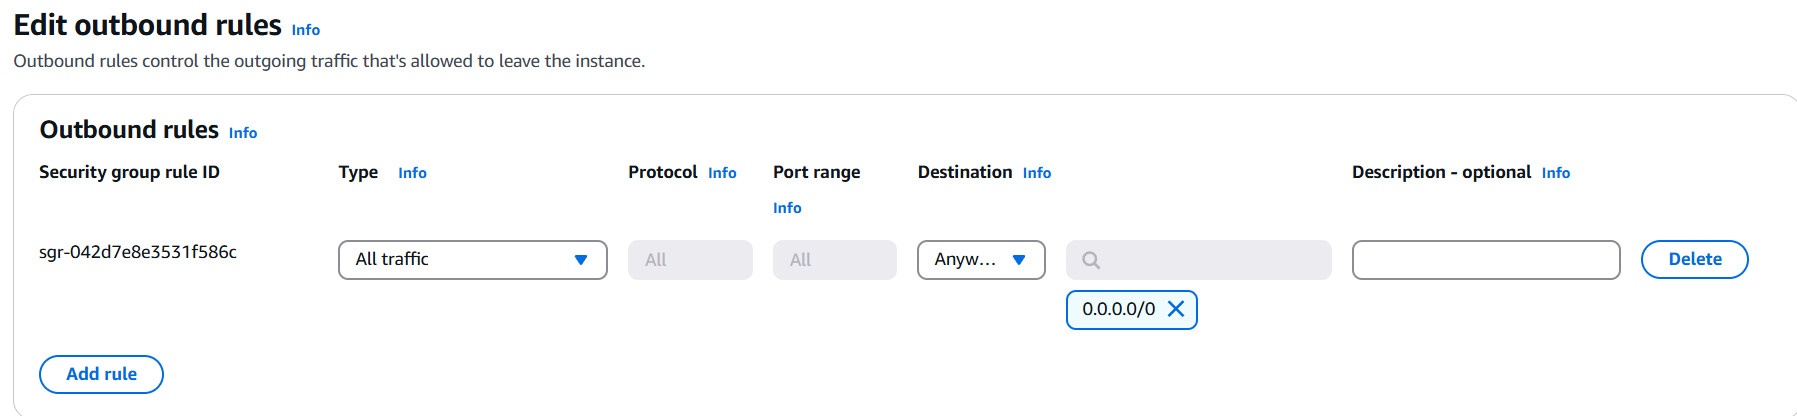 Edit outbound rules Info
Outbound rules control the outgoing traffic that's allowed to leave the instance.
Outbound rules Info
Security group rule ID Type Info Protocol Info Port range Info Destination Info Description - optional Info
sgr-042d7e8e3531f586c All traffic All All Anyw... Delete
0.0.0.0/0
Add rule